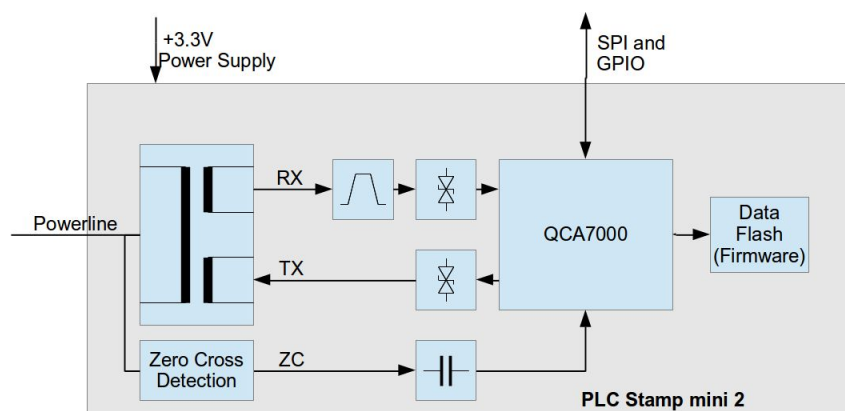 +3.3V
Power Supply
SPI and
GPIO
RX
Powerline
QCA7000
Data
Flash
(Firmware)
TX
Zero Cross
Detection
ZC
PLC Stamp mini 2